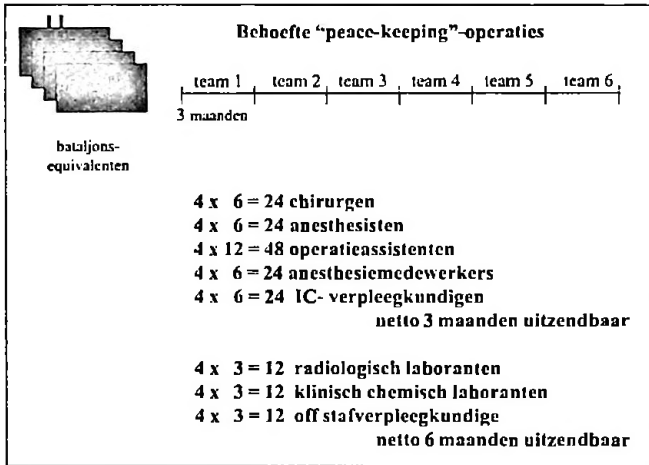 Behoefte “peace-keeping”-operaties
team 1 team 2 team 3 team 4 team 5 team 6
3 maanden
bataljons-
equivalenten
4 x 6 = 24 chirurgen
4 x 6 = 24 anesthesisten
4 x 12 = 48 operatieassistenten
4 x 6 = 24 anesthesiemedewerkers
4 x 6 = 24 IC- verpleegkundigen
netto 3 maanden uitzendbaar
4 x 3 = 12 radiologisch laboranten
4 x 3 = 12 klinisch chemisch laboranten
4 x 3 = 12 off stafverpleegkundige
netto 6 maanden uitzendbaar